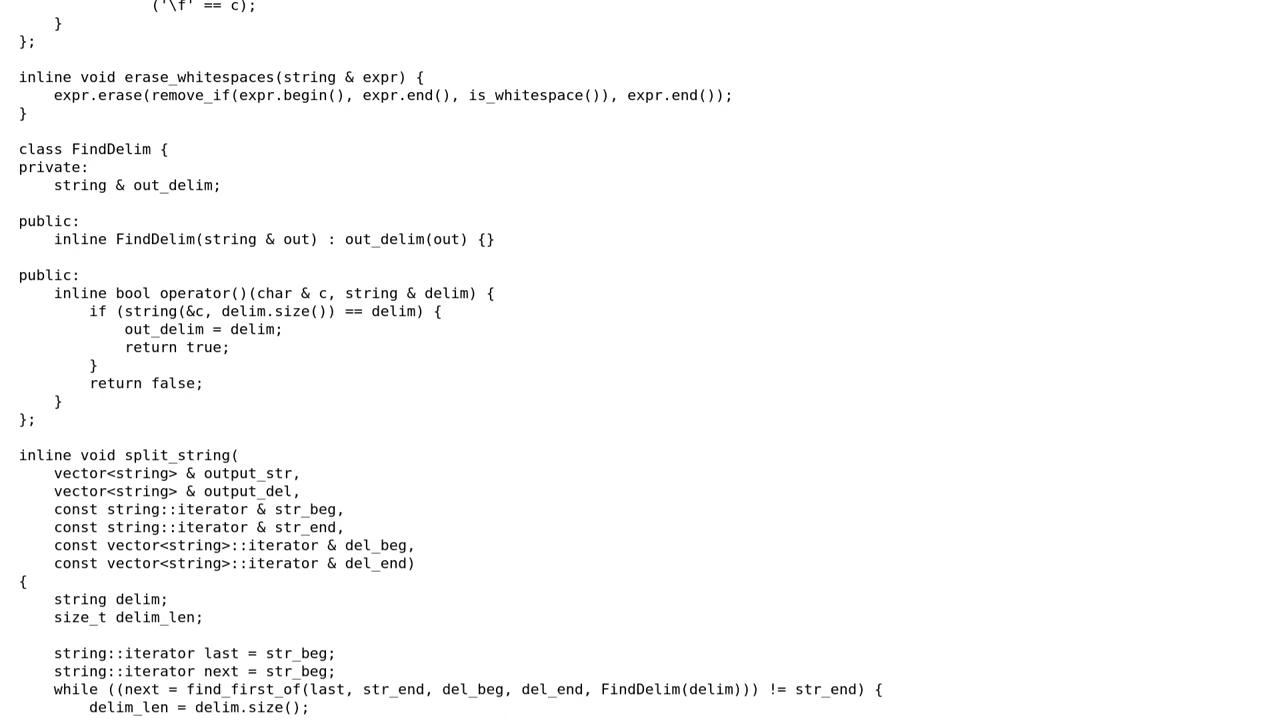 ('\f' == c);
    }
};

inline void erase_whitespaces(string & expr) {
    expr.erase(remove_if(expr.begin(), expr.end(), is_whitespace()), expr.end());
}

class FindDelim {
private:
    string & out_delim;

public:
    inline FindDelim(string & out) : out_delim(out) {}

public:
    inline bool operator()(char & c, string & delim) {
        if (string(&c, delim.size()) == delim) {
            out_delim = delim;
            return true;
        }
        return false;
    }
};

inline void split_string(
    vector<string> & output_str,
    vector<string> & output_del,
    const string::iterator & str_beg,
    const string::iterator & str_end,
    const vector<string>::iterator & del_beg,
    const vector<string>::iterator & del_end)
{
    string delim;
    size_t delim_len;

    string::iterator last = str_beg;
    string::iterator next = str_beg;
    while ((next = find_first_of(last, str_end, del_beg, del_end, FindDelim(delim))) != str_end) {
        delim_len = delim.size();